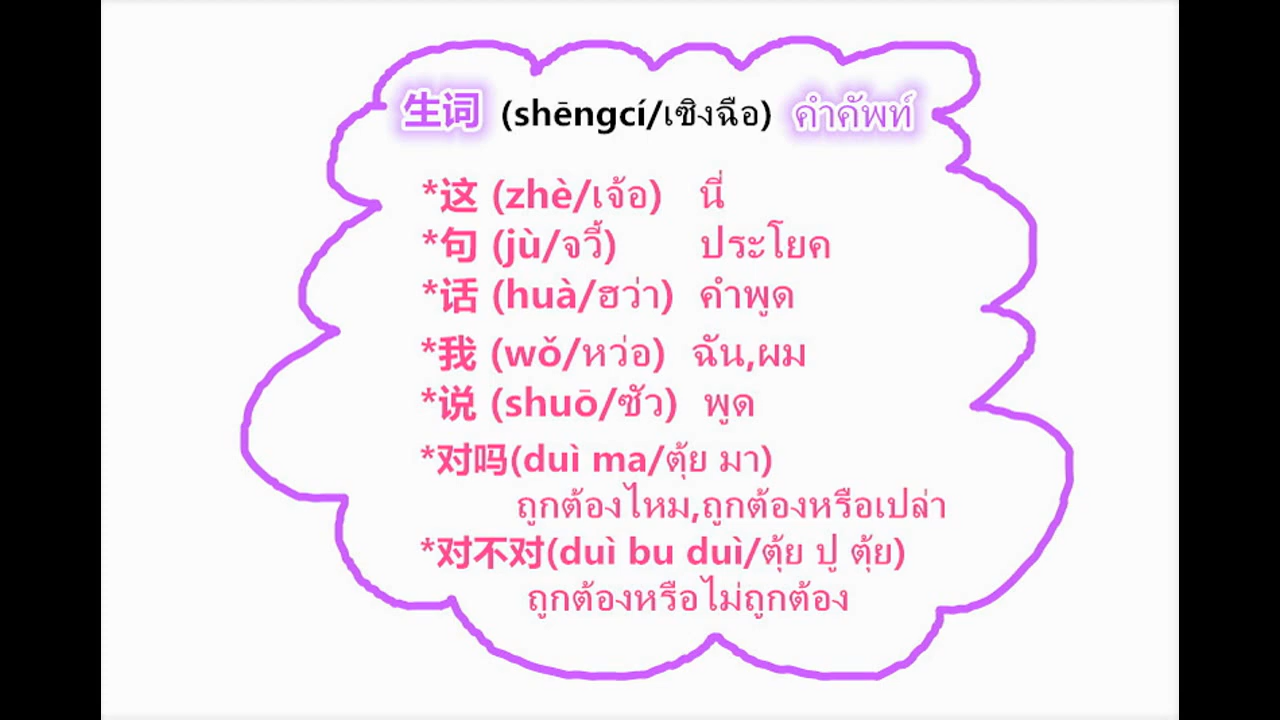 生词 (shēngcí/เซิงฉือ) คำศัพท์
*这 (zhè/เจ้อ) นี่
*句 (jù/จวี้) ประโยค
*话 (huà/ฮว่า) คำพูด
*我 (wǒ/หว่อ) ฉัน,ผม
*说 (shuō/ซัว) พูด
*对吗(duì ma/ตุ้ย มา)
ถูกต้องไหม,ถูกต้องหรือเปล่า
*对不对(duì bu duì/ตุ้ย ปู ตุ้ย)
ถูกต้องหรือไม่ถูกต้อง